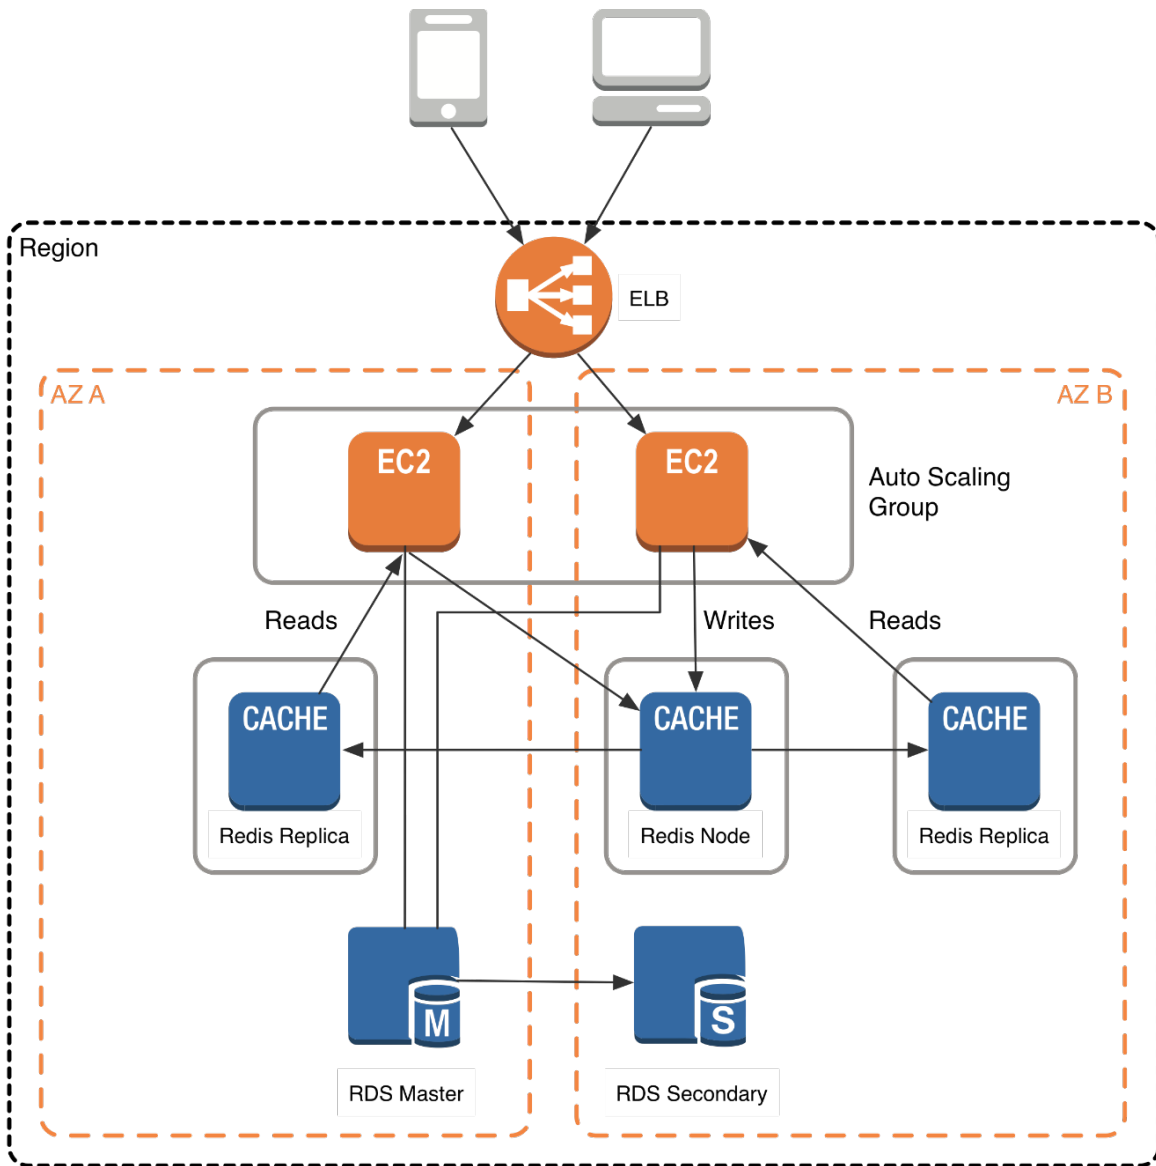 Region
ELB
AZ A
AZ B
EC2
EC2
Auto Scaling
Group
Reads
Writes
Reads
CACHE
CACHE
CACHE
Redis Replica
Redis Node
Redis Replica
M
S
RDS Master
RDS Secondary